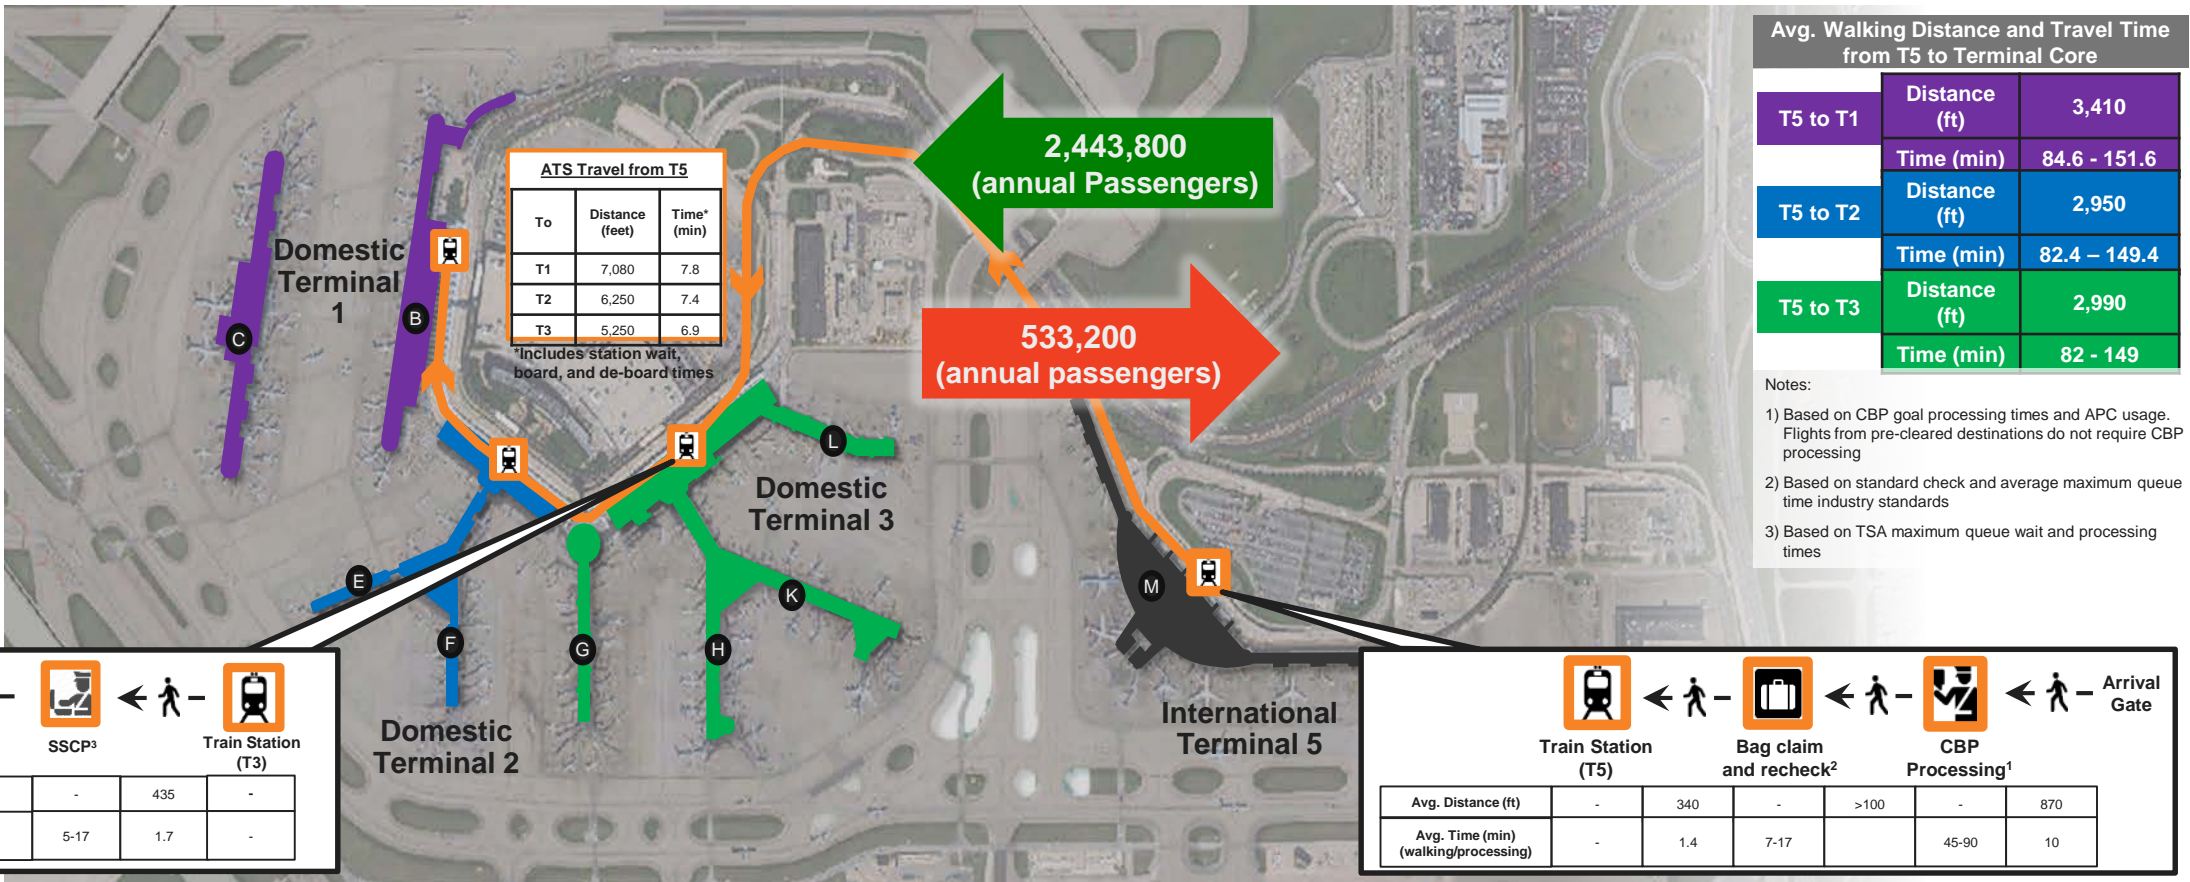 Avg. Walking Distance and Travel Time
from T5 to Terminal Core
T5 to T1
Distance
(ft)
3,410
Time (min)
84.6 - 151.6
T5 to T2
Distance
(ft)
2,950
Time (min)
82.4 – 149.4
T5 to T3
Distance
(ft)
2,990
Time (min)
82 - 149
Notes:
1) Based on CBP goal processing times and APC usage.
Flights from pre-cleared destinations do not require CBP
processing
2) Based on standard check and average maximum queue
time industry standards
3) Based on TSA maximum queue wait and processing
times
2,443,800
(annual Passengers)
533,200
(annual passengers)
ATS Travel from T5
To
Distance
(feet)
Time*
(min)
T1 7,080 7.8
T2 6,250 7.4
T3 5,250 6.9
*Includes station wait,
board, and de-board times
Domestic
Terminal
1
C
B
L
Domestic
Terminal 3
E
F
G
H
K
M
Domestic
Terminal 2
International
Terminal 5
SSCP3
Train Station
(T3)
- 435 -
5-17 1.7 -
Arrival
Gate
Train Station
(T5)
Bag claim
and recheck2
CBP
Processing1
Avg. Distance (ft) - 340 - >100 - 870
Avg. Time (min)
(walking/processing)
- 1.4 7-17 45-90 10